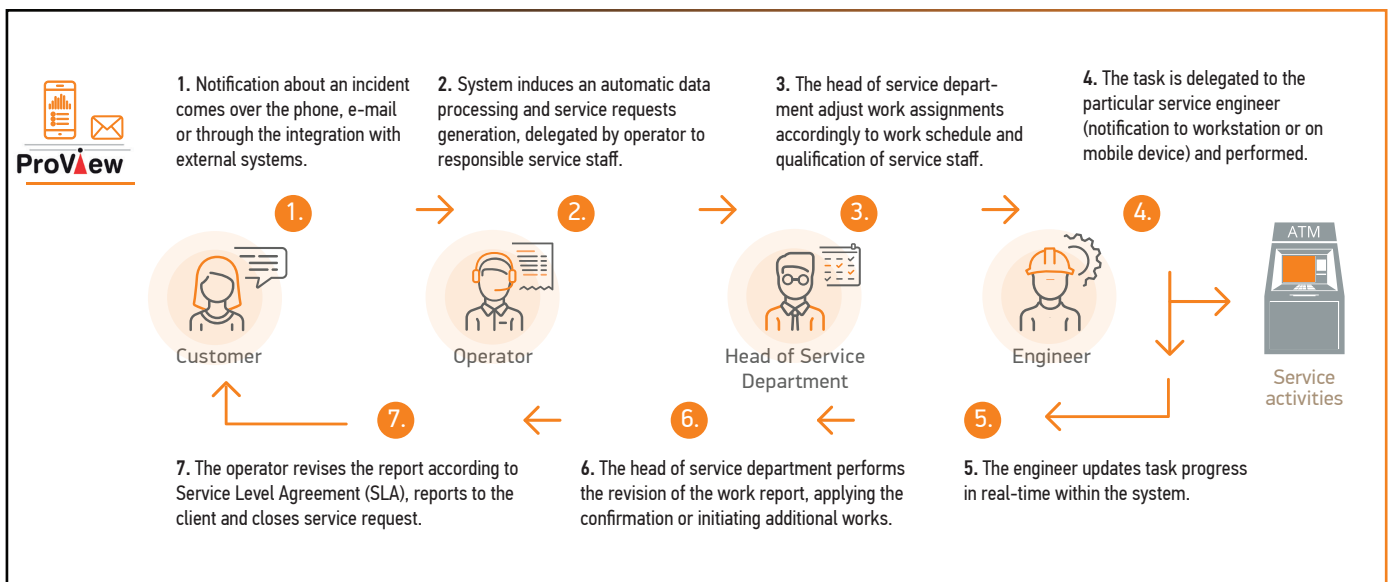 ProView
1. Notification about an incident
comes over the phone, e-mail
or through the integration with
external systems.
2. System induces an automatic data
processing and service requests
generation, delegated by operator to
responsible service staff.
3. The head of service depart-
ment adjust work assignments
accordingly to work schedule and
qualification of service staff.
4. The task is delegated to the
particular service engineer
(notification to workstation or on
mobile device) and performed.
1.
2.
3.
4.
ATM
Customer
Operator
Head of Service
Department
Engineer
Service
activities
7.
6.
5.
7. The operator revises the report according to
Service Level Agreement (SLA), reports to the
client and closes service request.
6. The head of service department performs
the revision of the work report, applying the
confirmation or initiating additional works.
5. The engineer updates task progress
in real-time within the system.